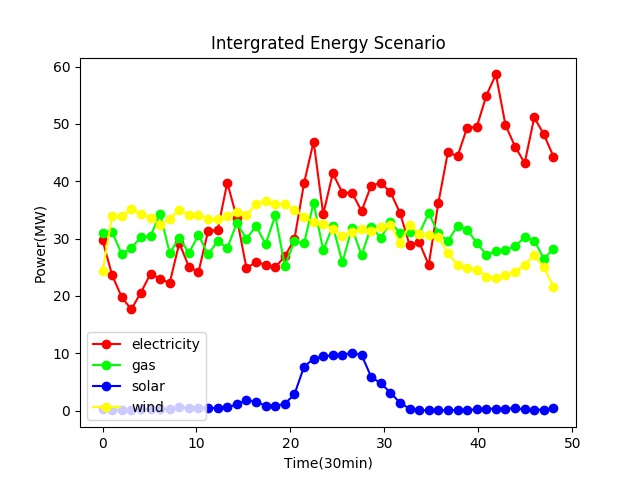 Intergrated Energy Scenario
Power(MW)
60
50
40
30
20
10
0
electricity
gas
solar
wind
0 10 20 30 40 50
Time(30min)